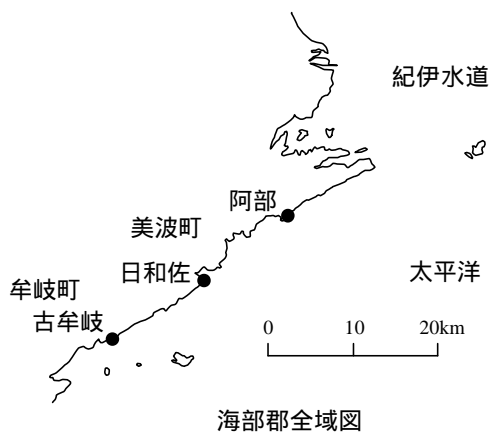 紀伊水道
阿部
美波町
日和佐
太平洋
牟岐町
古牟岐
0 10 20km
海部郡全域図